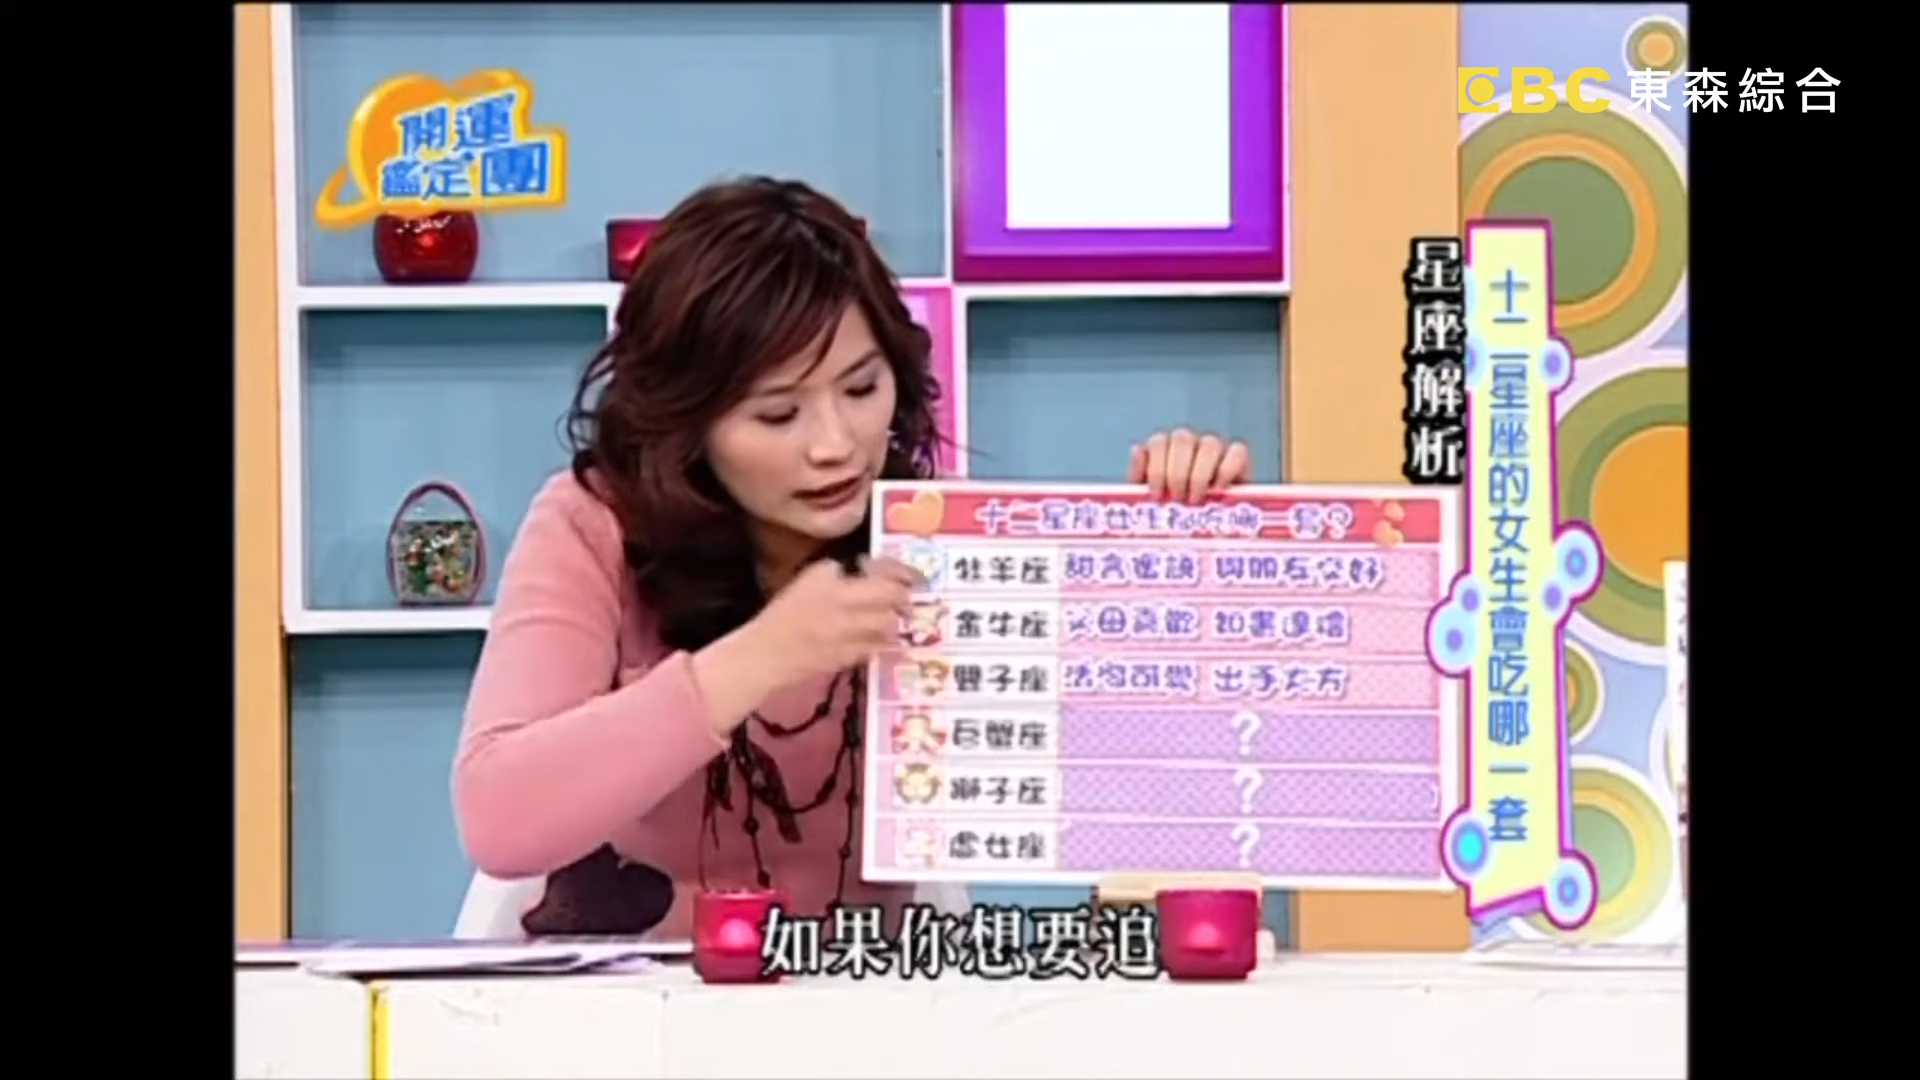 EBC 東森綜合
開運
鑑定團
星座解析
十二星座的女生會吃哪一套
十二星座女生都吃哪一套?
牡羊座 甜言蜜語 與朋友交好
金牛座 父母喜歡 知書達禮
雙子座 活潑可愛 出手大方
巨蟹座 ?
獅子座 ?
處女座 ?
如果你想要追